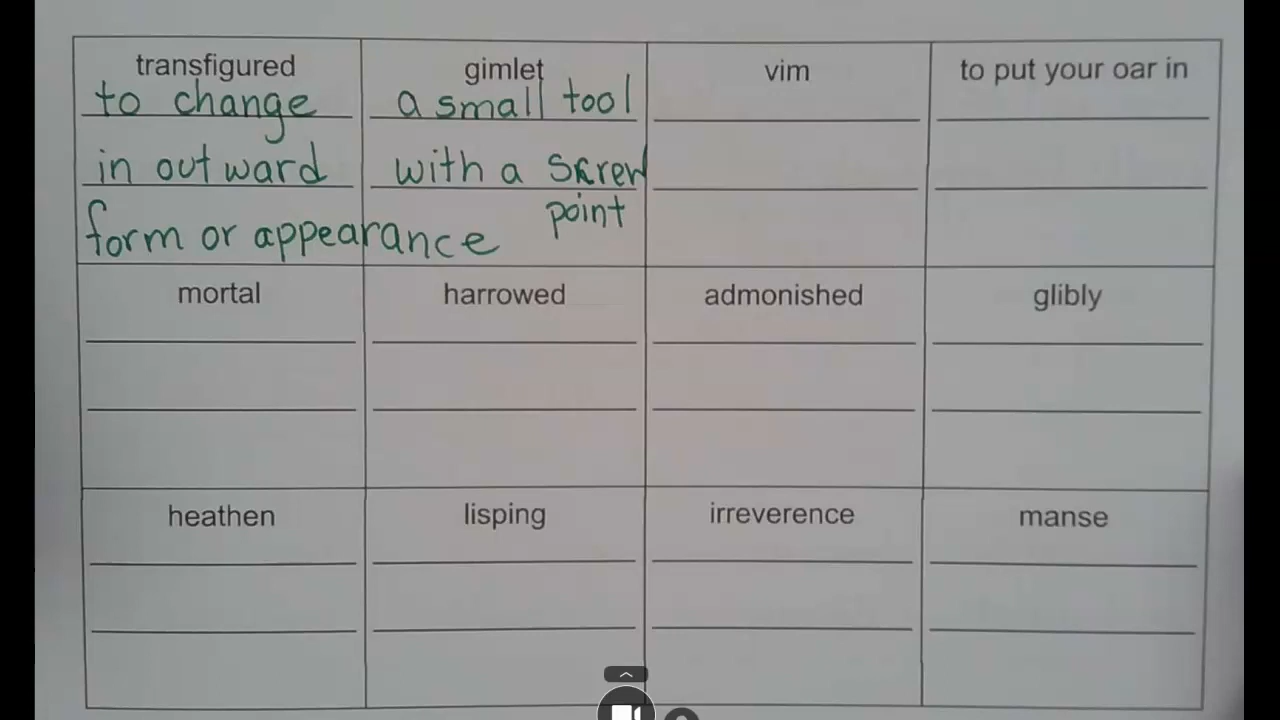 transfigured
to change
in outward
form or appearance
gimlet
a small tool
with a screw
point
vim
to put your oar in
mortal
harrowed
admonished
glibly
heathen
lisping
irreverence
manse